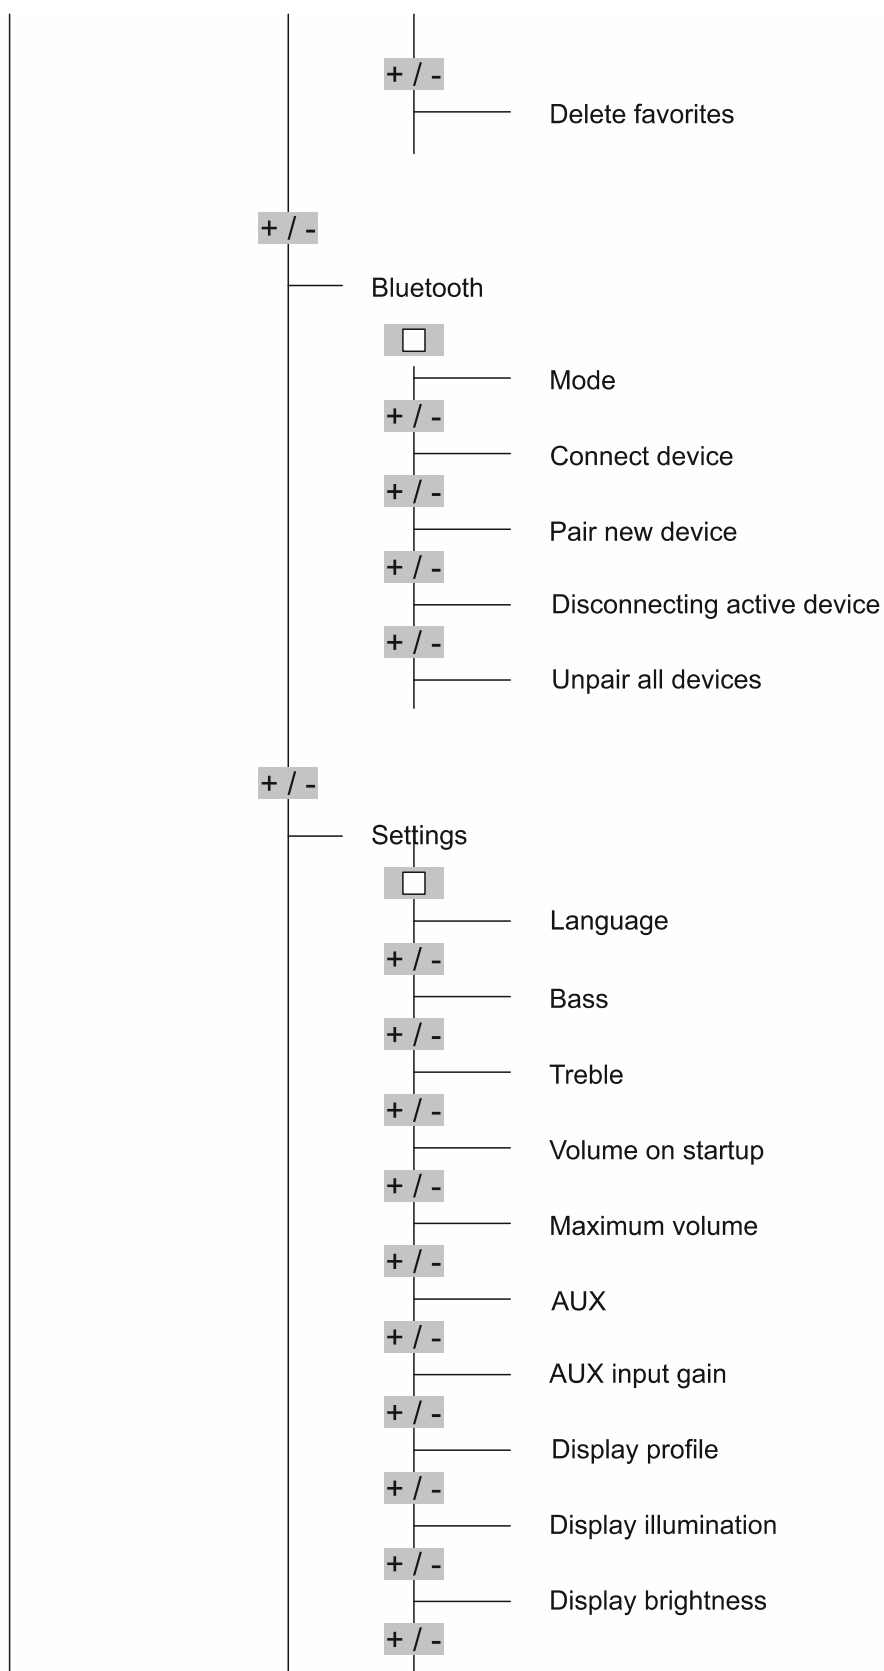 + / -
Delete favorites
+ / -
Bluetooth
Mode
+ / -
Connect device
+ / -
Pair new device
+ / -
Disconnecting active device
+ / -
Unpair all devices
+ / -
Settings
Language
+ / -
Bass
+ / -
Treble
+ / -
Volume on startup
+ / -
Maximum volume
+ / -
AUX
+ / -
AUX input gain
+ / -
Display profile
+ / -
Display illumination
+ / -
Display brightness
+ / -